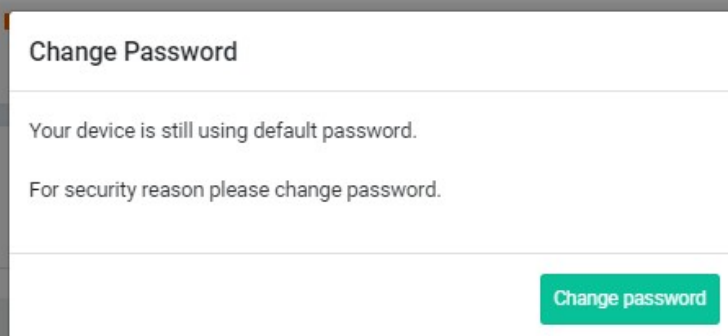 Change Password
Your device is still using default password.
For security reason please change password.
Change password